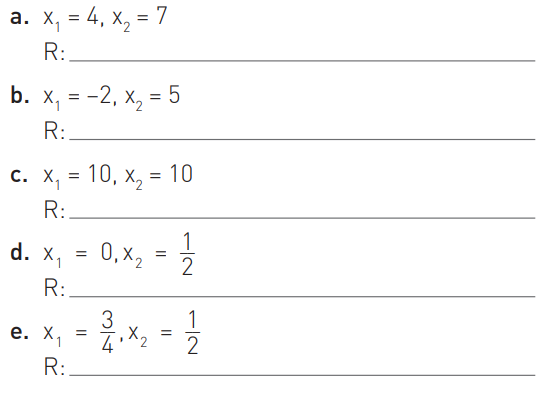 a. x₁ = 4, x₂ = 7
R:
b. x₁ = –2, x₂ = 5
R:
c. x₁ = 10, x₂ = 10
R:
d. x₁ = 0, x₂ = 1/2
R:
e. x₁ = 3/4, x₂ = 1/2
R: